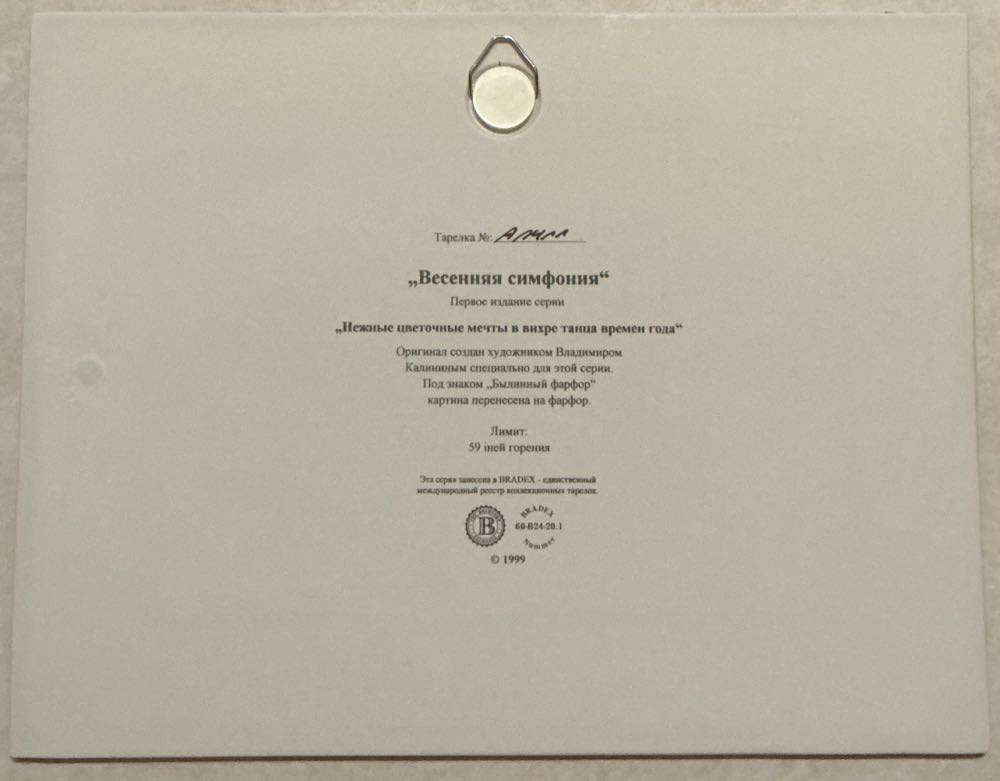 Тарелка №:
„Весенняя симфония“
Первое издание серии
„Нежные цветочные мечты в вихре танца времен года“
Оригинал создан художником Владимиром
Калининым специально для этой серии.
Под знаком „Былинный фарфор“
картина перенесена на фарфор.
Лимит:
59 дней горения
Эта серия занесена в BRADEX - единственный
международный реестр коллекционных тарелок.
B
BRADEX
60-B24-20.1
Nummer
© 1999